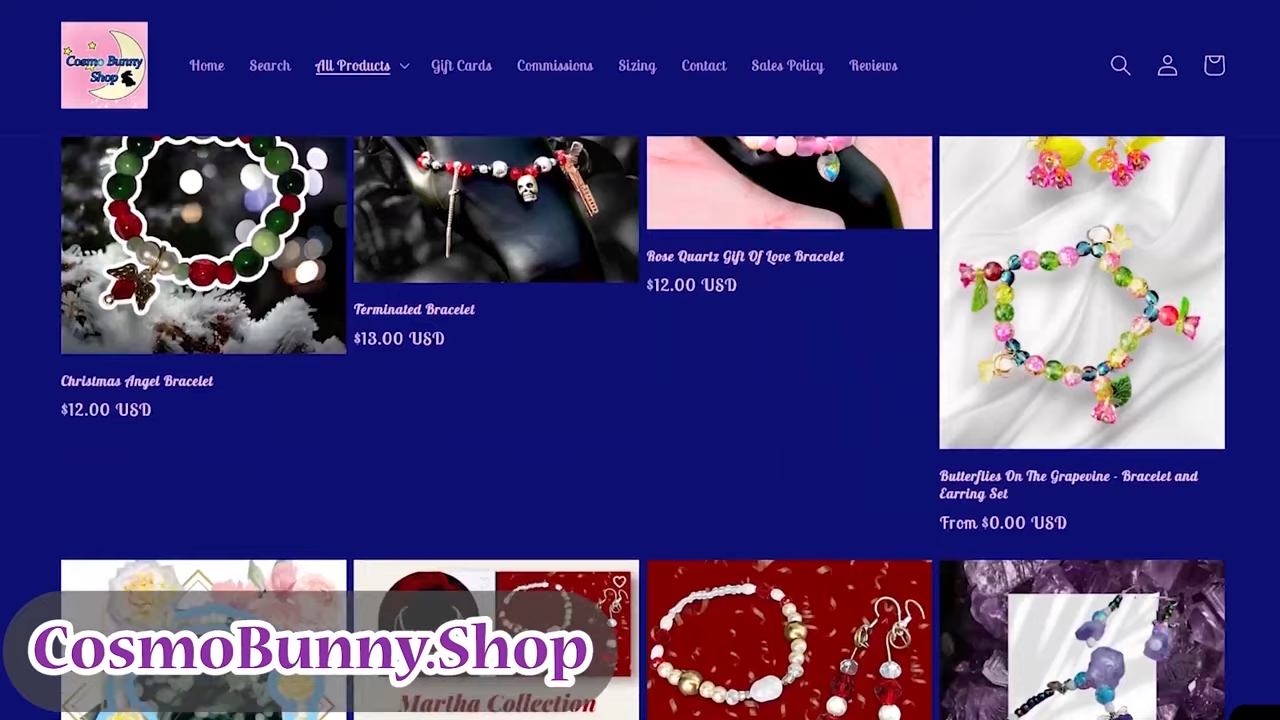 Cosmo Bunny
Shop
Home
Search
All Products
Gift Cards
Commissions
Sizing
Contact
Sales Policy
Reviews
Christmas Angel Bracelet
$12.00 USD
Terminated Bracelet
$13.00 USD
Rose Quartz Gift Of Love Bracelet
$12.00 USD
Butterflies On The Grapevine - Bracelet and
Earring Set
From $0.00 USD
Martha Collection
CosmoBunny.Shop